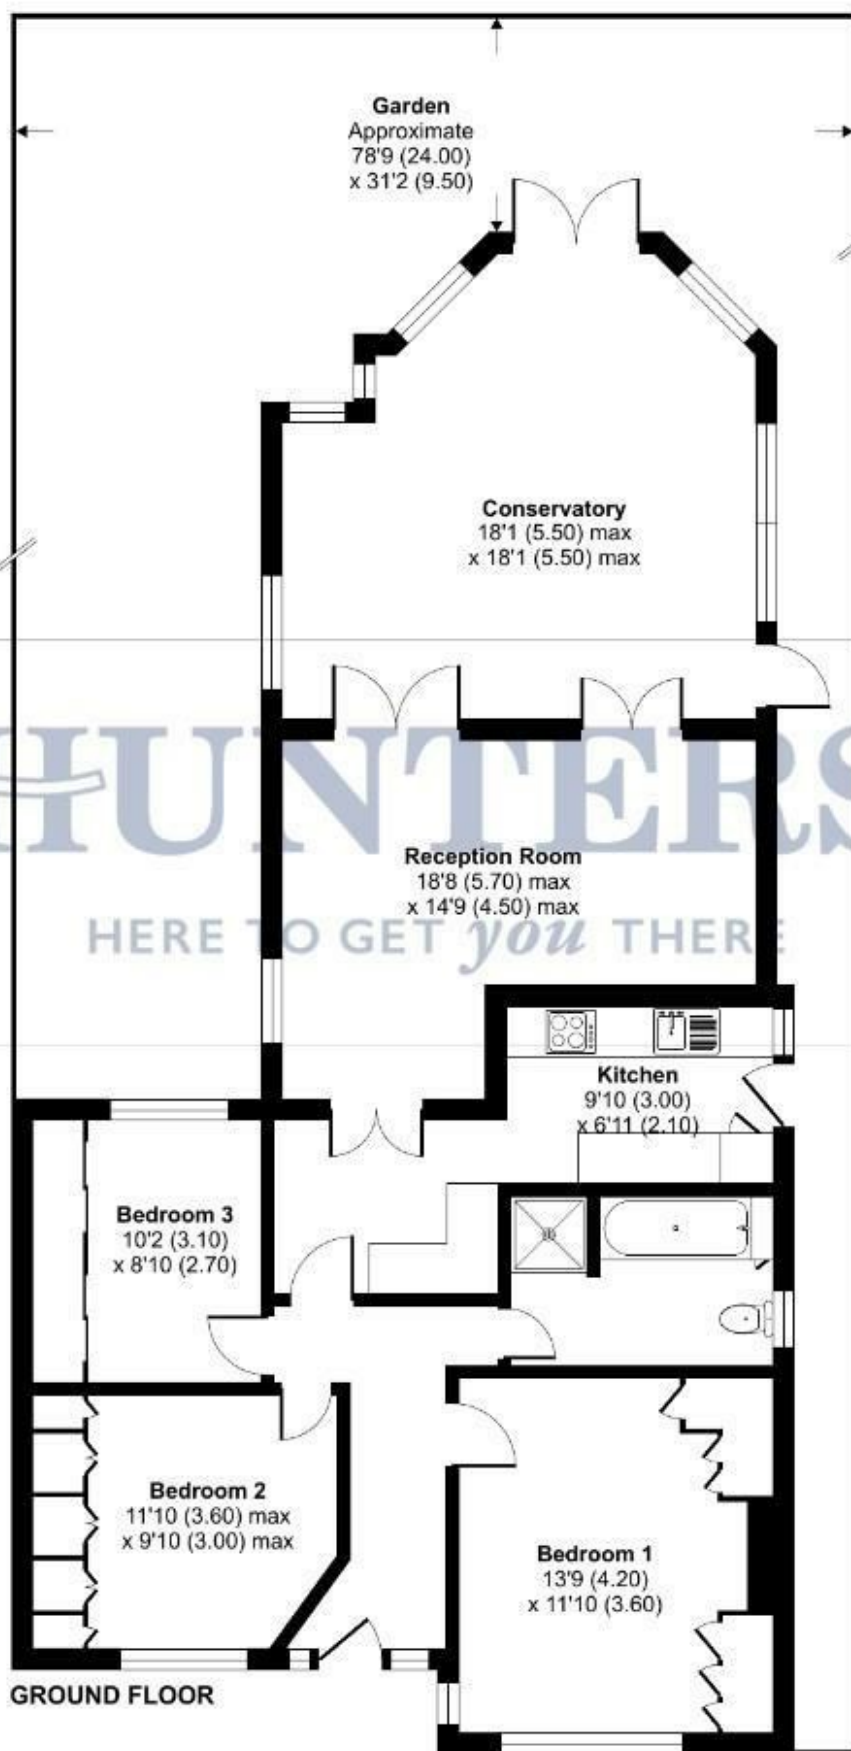 Garden
Approximate
78'9 (24.00)
x 31'2 (9.50)
Conservatory
18'1 (5.50) max
x 18'1 (5.50) max
HUNTERS
HERE TO GET you THERE
Reception Room
18'8 (5.70) max
x 14'9 (4.50) max
Kitchen
9'10 (3.00)
x 6'11 (2.10)
Bedroom 3
10'2 (3.10)
x 8'10 (2.70)
Bedroom 2
11'10 (3.60) max
x 9'10 (3.00) max
Bedroom 1
13'9 (4.20)
x 11'10 (3.60)
GROUND FLOOR